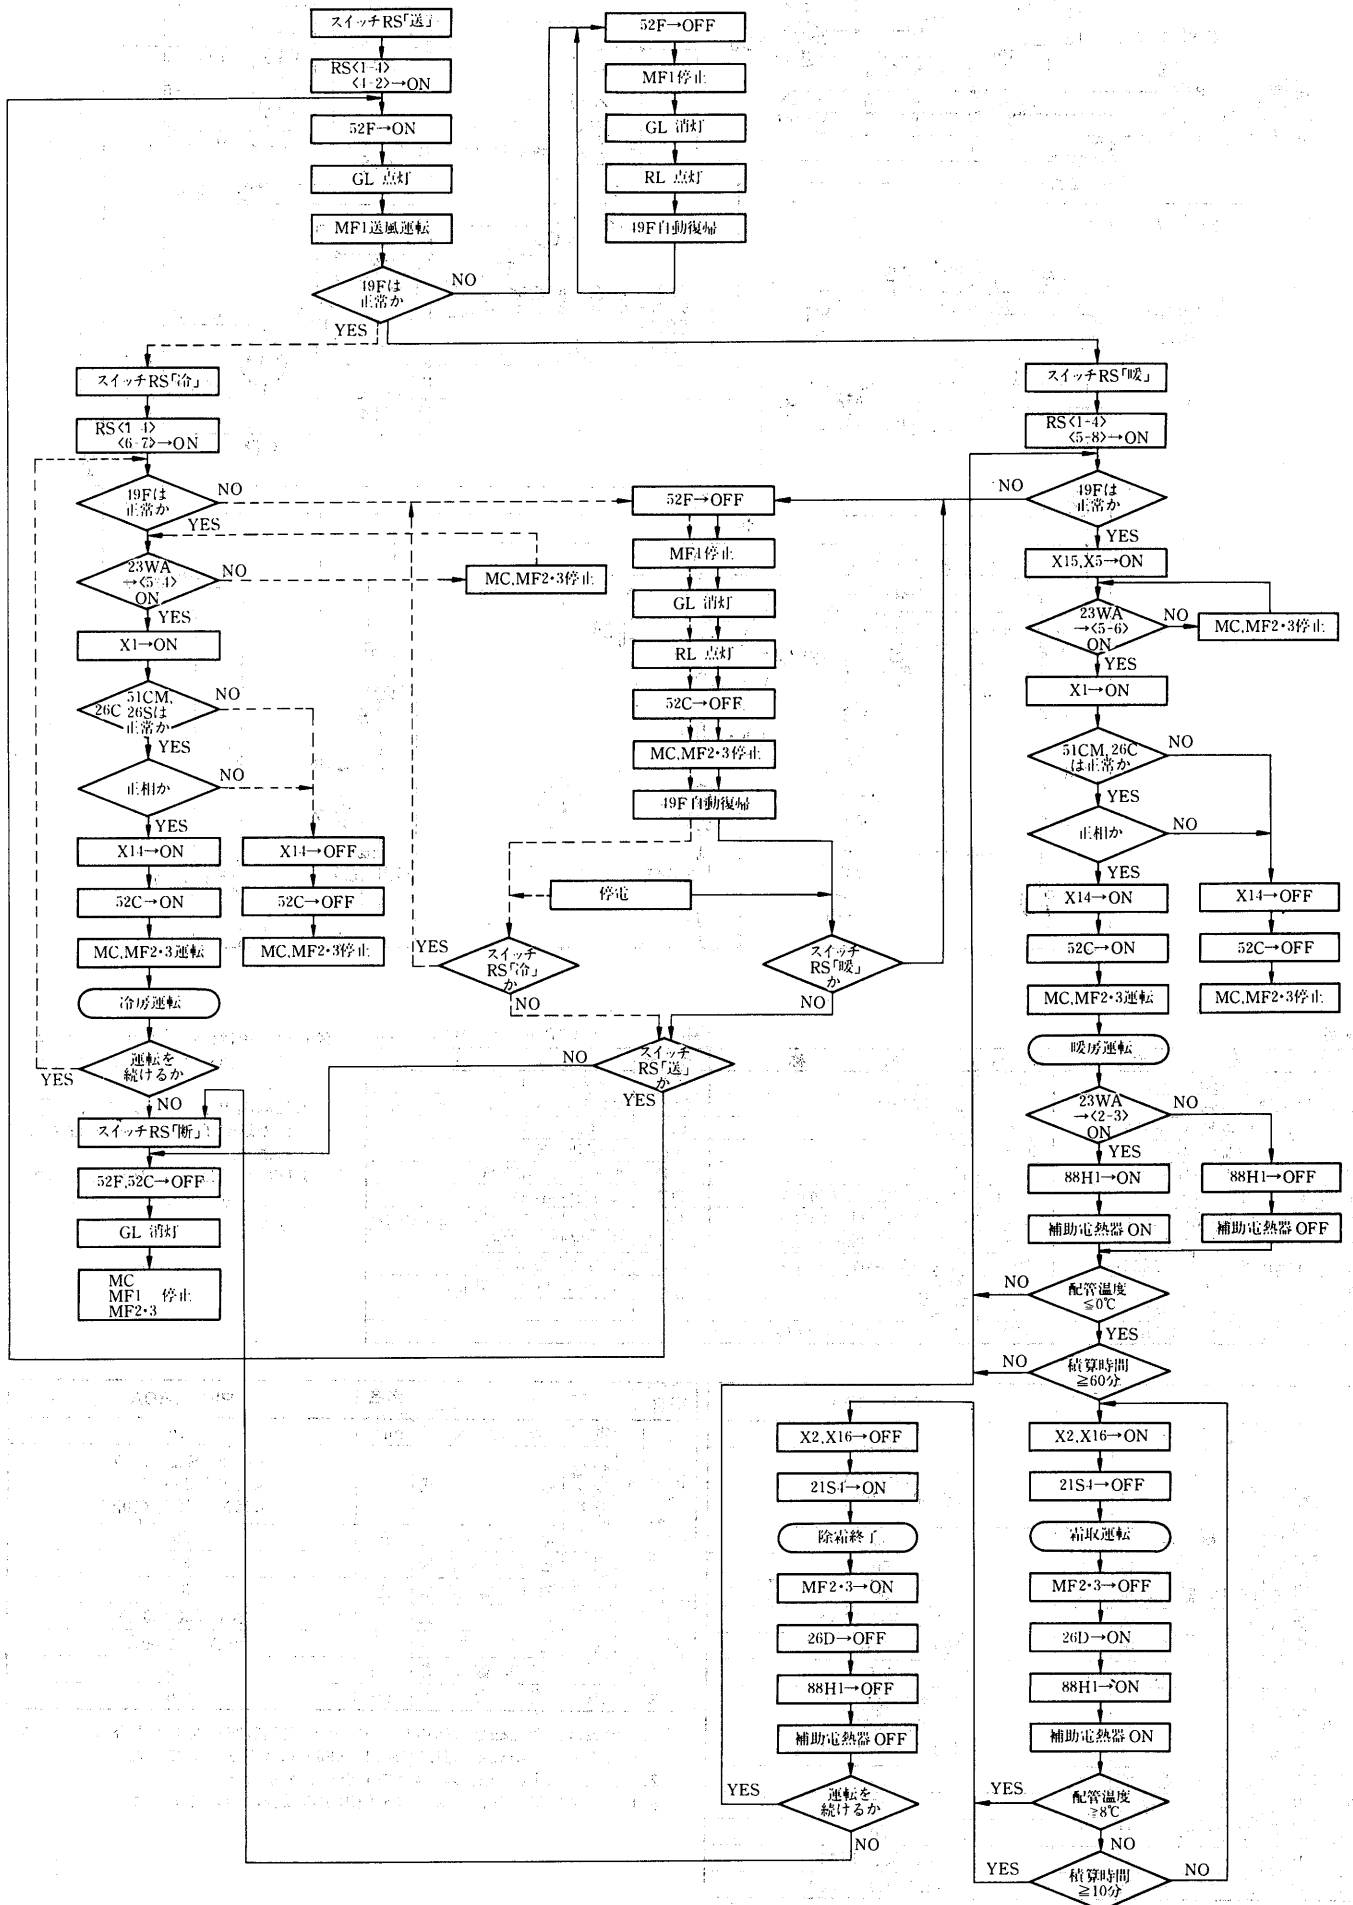 スイッチRS「送」
RS<1-4>
<4-2>→ON
52F→ON
GL 点灯
MF1送風運転
49Fは
正常か
NO
YES
52F→OFF
MF1停止
GL 消灯
RL 点灯
49F自動復帰
スイッチRS「冷」
RS<1-4>
<6-7>→ON
49Fは
正常か
NO
YES
23WA
→<5-4>
ON
NO
YES
MC,MF2・3停止
X1→ON
51CM,
26C 26Sは
正常か
NO
YES
正相か
NO
YES
X14→ON
52C→ON
MC,MF2・3運転
冷房運転
運転を
続けるか
YES
NO
X14→OFF
52C→OFF
MC,MF2・3停止
スイッチRS「断」
52F,52C→OFF
GL 消灯
MC
MF1 停止
MF2・3
52F→OFF
MF1停止
GL 消灯
RL 点灯
52C→OFF
MC,MF2・3停止
49F自動復帰
停電
スイッチ
RS「冷」
か
YES
NO
スイッチ
RS「暖」
か
NO
スイッチ
RS「送」
か
NO
YES
スイッチRS「暖」
RS<1-4>
<5-8>→ON
49Fは
正常か
NO
YES
X15,X5→ON
23WA
→<5-6>
ON
NO
YES
MC,MF2・3停止
X1→ON
51CM,26C
は正常か
NO
YES
正相か
NO
YES
X14→ON
52C→ON
MC,MF2・3運転
X14→OFF
52C→OFF
MC,MF2・3停止
暖房運転
23WA
→<2-3>
ON
NO
YES
88H1→ON
補助電熱器 ON
88H1→OFF
補助電熱器 OFF
配管温度
≦0℃
NO
YES
積算時間
≧60分
NO
X2,X16→ON
21S4→OFF
霜取運転
MF2・3→OFF
26D→ON
88H1→ON
補助電熱器 ON
配管温度
≧8℃
YES
NO
積算時間
≧10分
YES
NO
X2,X16→OFF
21S4→ON
除霜終了
MF2・3→ON
26D→OFF
88H1→OFF
補助電熱器 OFF
運転を
続けるか
YES
NO